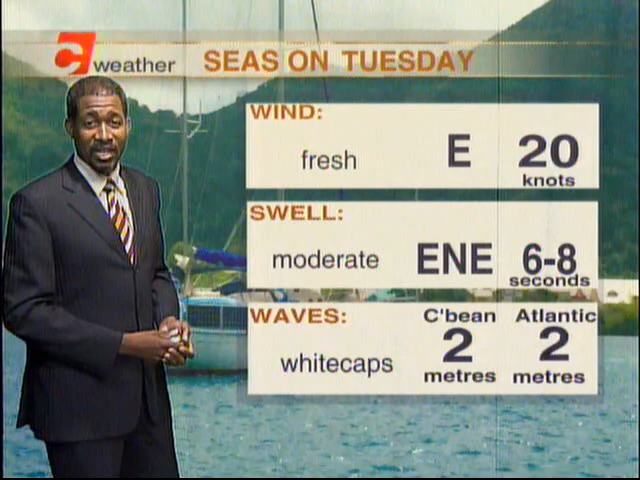 weather SEAS ON TUESDAY
WIND:
fresh E 20
knots
SWELL:
moderate ENE 6-8
seconds
WAVES: C'bean Atlantic
whitecaps 2 2
metres metres